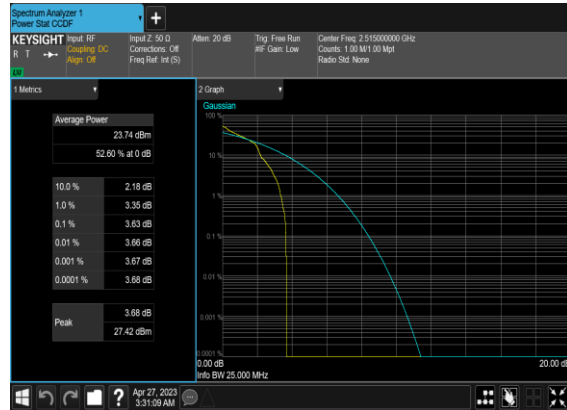 Spectrum Analyzer 1
Power Stat CCDF
+
KEYSIGHT
R T
LW
Input: RF
Coupling: DC
Align: Off
Input Z: 50 Ω
Corrections: Off
Freq Ref: Int (S)
Atten: 20 dB
Trig: Free Run
#IF Gain: Low
Center Freq: 2.515000000 GHz
Counts: 1.00 M/1.00 Mpt
Radio Std: None
1 Metrics
Average Power
23.74 dBm
52.60 % at 0 dB
10.0 % 2.18 dB
1.0 % 3.35 dB
0.1 % 3.63 dB
0.01 % 3.66 dB
0.001 % 3.67 dB
0.0001 % 3.68 dB
Peak
3.68 dB
27.42 dBm
2 Graph
Gaussian
100 %
10 %
1 %
0.1 %
0.01 %
0.001 %
0.0001 %
0.00 dB
20.00 dB
Info BW 25.000 MHz
?
Apr 27, 2023
3:31:09 AM